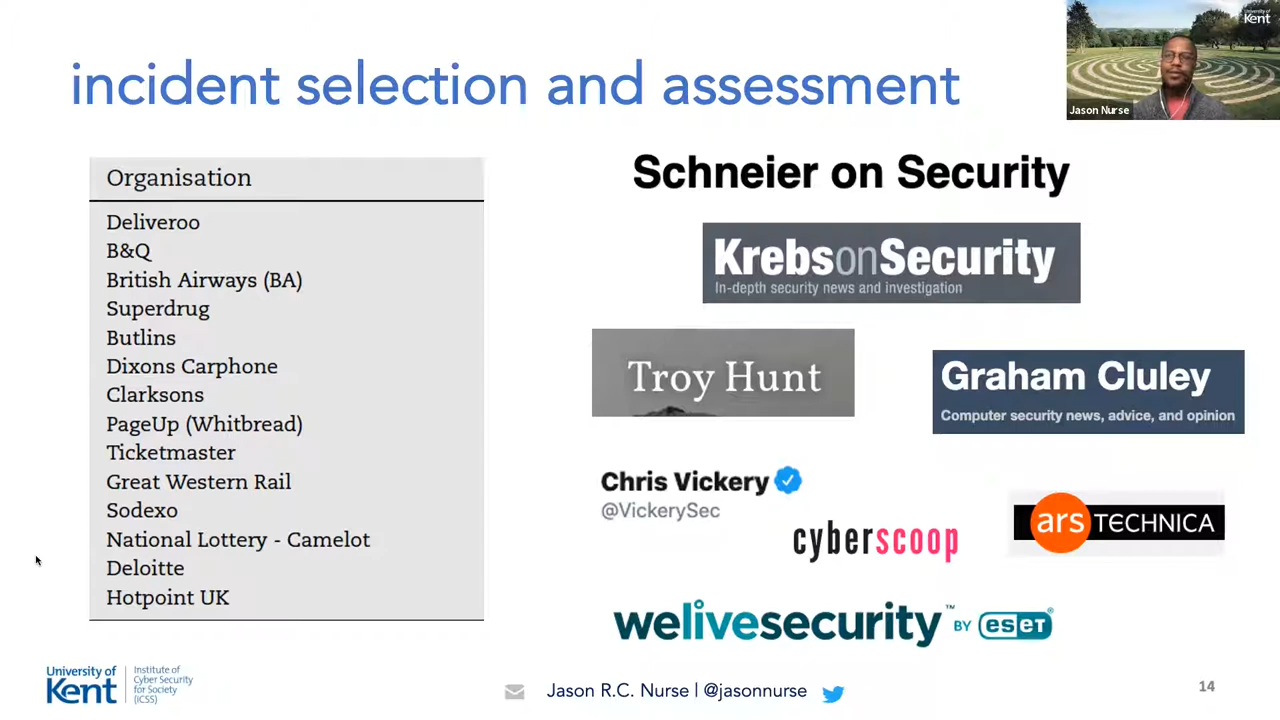 incident selection and assessment
University of
Kent
Jason Nurse
Organisation
Deliveroo
B&Q
British Airways (BA)
Superdrug
Butlins
Dixons Carphone
Clarksons
PageUp (Whitbread)
Ticketmaster
Great Western Rail
Sodexo
National Lottery - Camelot
Deloitte
Hotpoint UK
Schneier on Security
KrebsonSecurity
In-depth security news and investigation
Troy Hunt
Graham Cluley
Computer security news, advice, and opinion
Chris Vickery
@VickerySec
cyberscoop
ars TECHNICA
welivesecurity™ BY eseT®
University of
Kent
Institute of
Cyber Security
for Society
(iCSS)
Jason R.C. Nurse | @jasonnurse
14